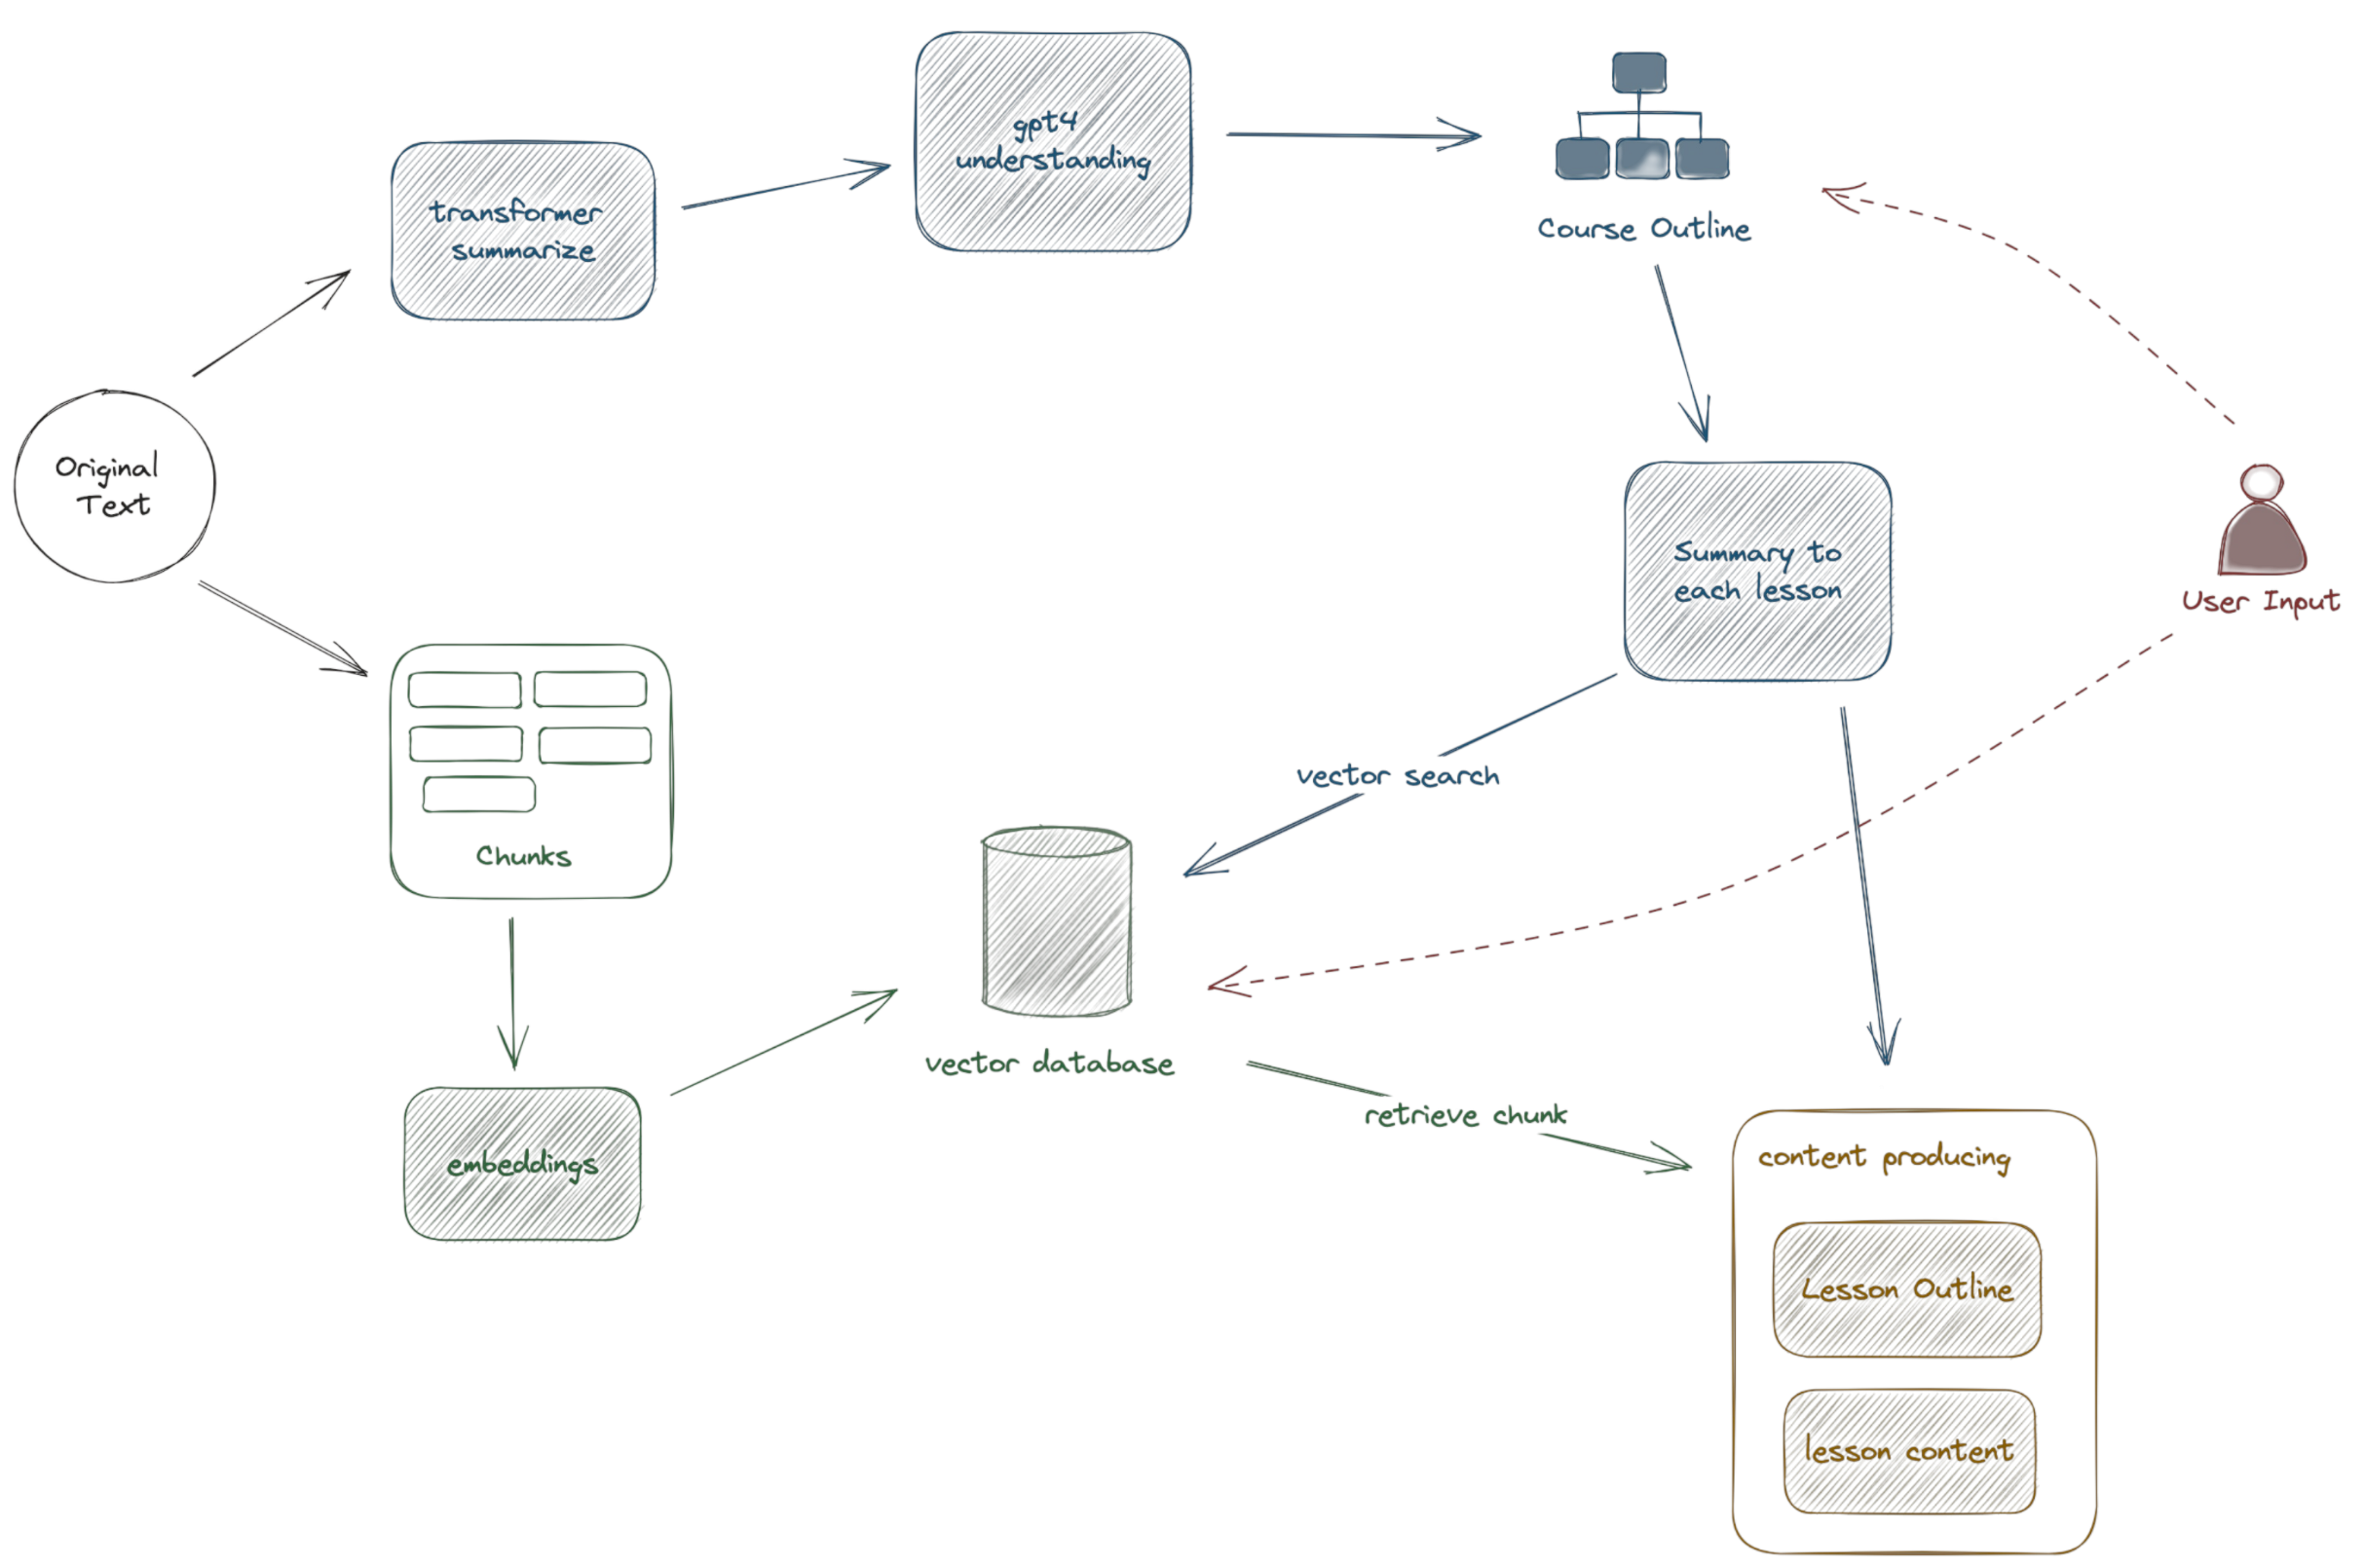 gpt4
understanding
transformer
summarize
Course Outline
Original
Text
Summary to
each lesson
User Input
vector search
Chunks
vector database
retrieve chunk
embeddings
content producing
Lesson Outline
lesson content